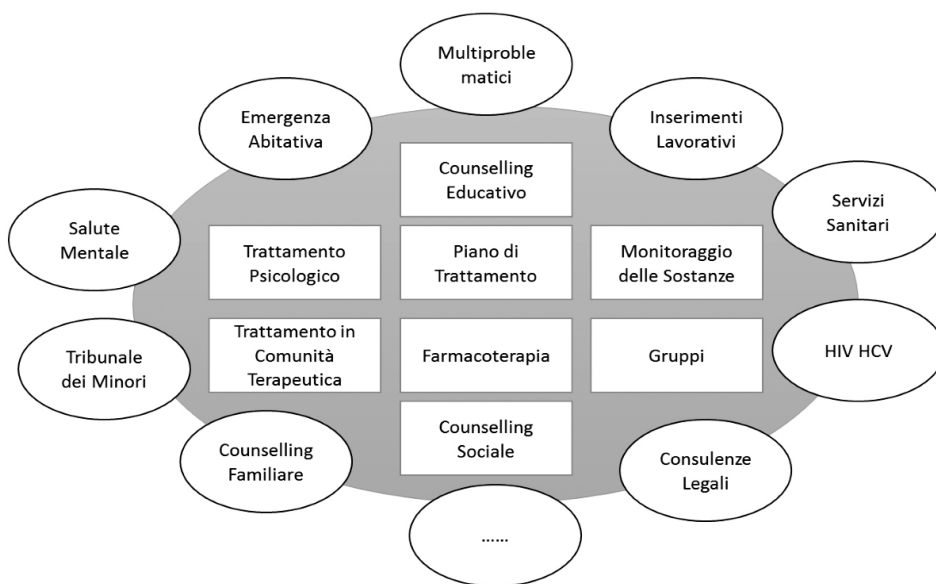 Multiproble
matici
Emergenza
Abitativa
Inserimenti
Lavorativi
Counselling
Educativo
Salute
Mentale
Servizi
Sanitari
Trattamento
Psicologico
Piano di
Trattamento
Monitoraggio
delle Sostanze
Tribunale
dei Minori
Trattamento in
Comunità
Terapeutica
Farmacoterapia
Gruppi
HIV HCV
Counselling
Familiare
Counselling
Sociale
Consulenze
Legali
......